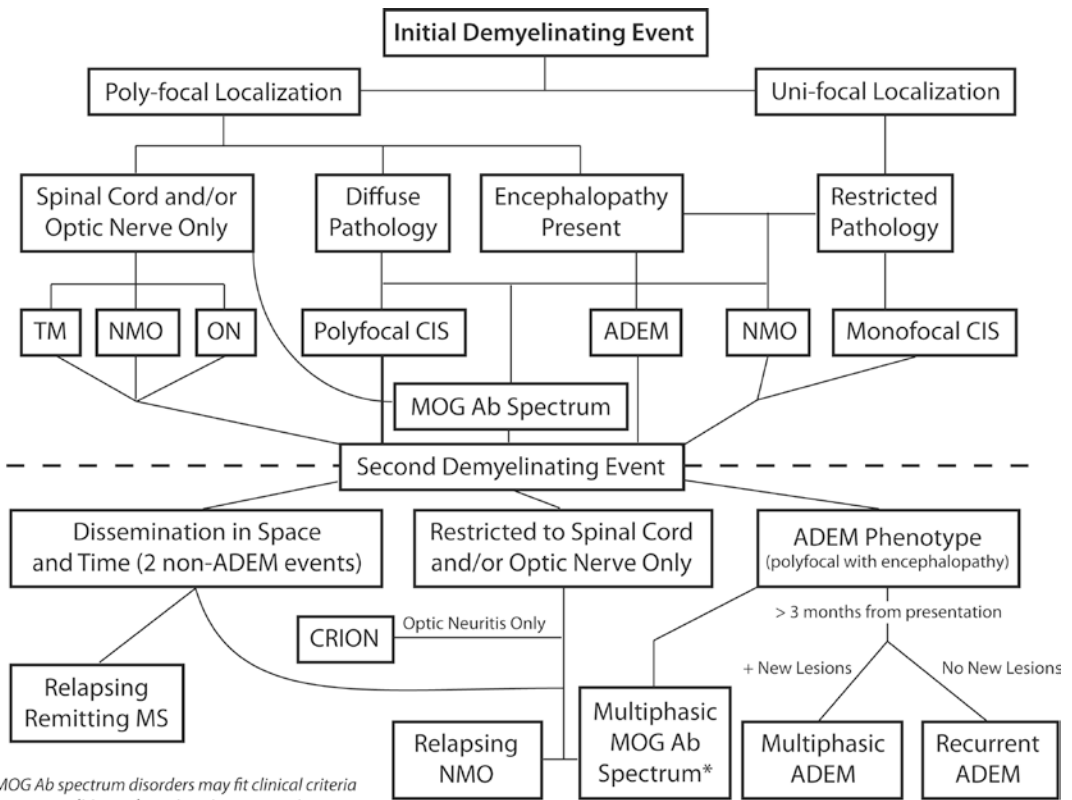 Initial Demyelinating Event
Poly-focal Localization
Uni-focal Localization
Spinal Cord and/or
Optic Nerve Only
Diffuse
Pathology
Encephalopathy
Present
Restricted
Pathology
TM
NMO
ON
Polyfocal CIS
ADEM
NMO
Monofocal CIS
MOG Ab Spectrum
Second Demyelinating Event
Dissemination in Space
and Time (2 non-ADEM events)
Restricted to Spinal Cord
and/or Optic Nerve Only
ADEM Phenotype
(polyfocal with encephalopathy)
> 3 months from presentation
CRION
Optic Neuritis Only
+ New Lesions
No New Lesions
Relapsing
Remitting MS
Relapsing
NMO
Multiphasic
MOG Ab
Spectrum*
Multiphasic
ADEM
Recurrent
ADEM
MOG Ab spectrum disorders may fit clinical criteria